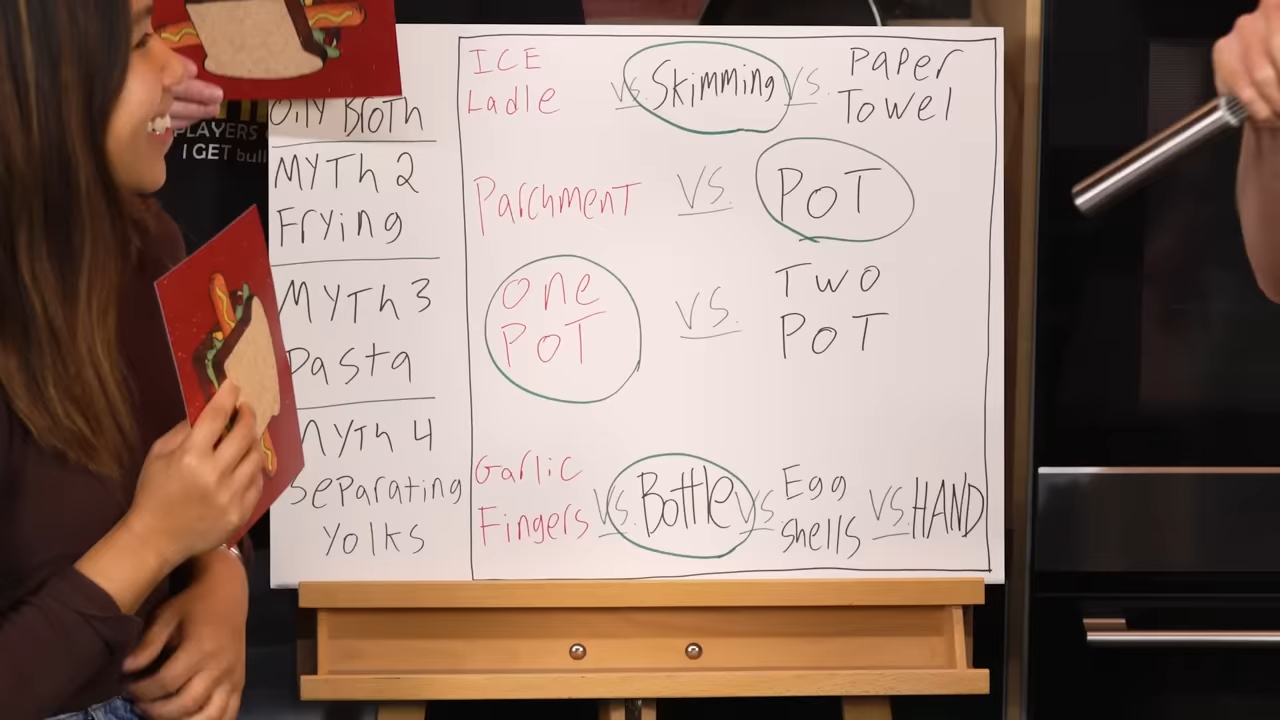 Oily Broth
ICE Ladle vs. Skimming vs. Paper Towel
MYTh 2
Frying
Parchment vs. PoT
MYTh 3
Pasta
one PoT vs. Two PoT
MYTh 4
Separating
Yolks
Garlic Fingers vs. Bottle vs Egg shells vs. HAND
PLAYERS
I GET bull